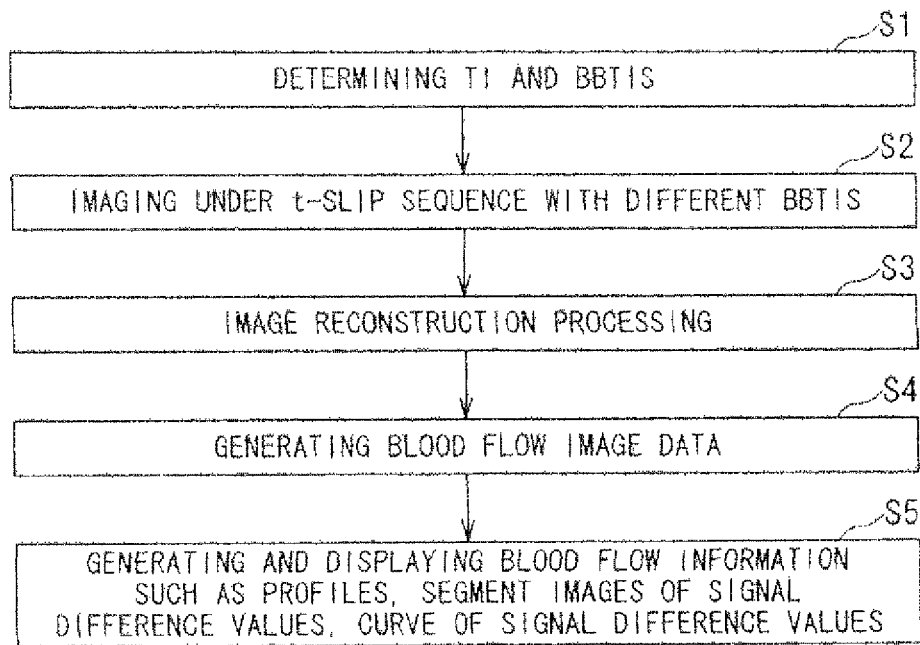 S1
DETERMINING TI AND BBTIS
S2
IMAGING UNDER t-SLIP SEQUENCE WITH DIFFERENT BBTIS
S3
IMAGE RECONSTRUCTION PROCESSING
S4
GENERATING BLOOD FLOW IMAGE DATA
S5
GENERATING AND DISPLAYING BLOOD FLOW INFORMATION
SUCH AS PROFILES, SEGMENT IMAGES OF SIGNAL
DIFFERENCE VALUES, CURVE OF SIGNAL DIFFERENCE VALUES